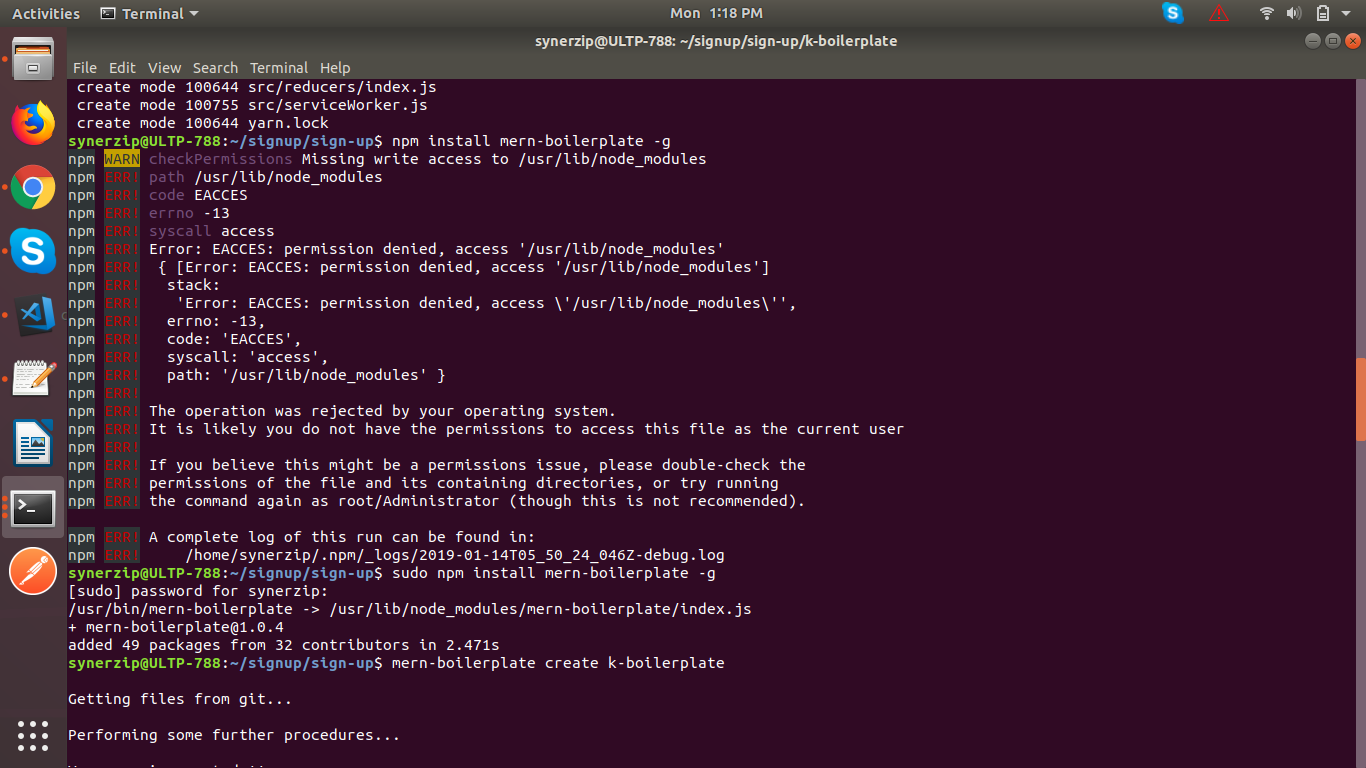 Activities Terminal Mon 1:18 PM
synerzip@ULTP-788: ~/signup/sign-up/k-boilerplate
File Edit View Search Terminal Help
create mode 100644 src/reducers/index.js
create mode 100755 src/serviceWorker.js
create mode 100644 yarn.lock
synerzip@ULTP-788:~/signup/sign-up$ npm install mern-boilerplate -g
npm WARN checkPermissions Missing write access to /usr/lib/node_modules
npm ERR! path /usr/lib/node_modules
npm ERR! code EACCES
npm ERR! errno -13
npm ERR! syscall access
npm ERR! Error: EACCES: permission denied, access '/usr/lib/node_modules'
npm ERR!  { [Error: EACCES: permission denied, access '/usr/lib/node_modules']
npm ERR!   stack:
npm ERR!    'Error: EACCES: permission denied, access \'/usr/lib/node_modules\'',
npm ERR!   errno: -13,
npm ERR!   code: 'EACCES',
npm ERR!   syscall: 'access',
npm ERR!   path: '/usr/lib/node_modules' }
npm ERR!
npm ERR! The operation was rejected by your operating system.
npm ERR! It is likely you do not have the permissions to access this file as the current user
npm ERR!
npm ERR! If you believe this might be a permissions issue, please double-check the
npm ERR! permissions of the file and its containing directories, or try running
npm ERR! the command again as root/Administrator (though this is not recommended).
npm ERR! A complete log of this run can be found in:
npm ERR!     /home/synerzip/.npm/_logs/2019-01-14T05_50_24_046Z-debug.log
synerzip@ULTP-788:~/signup/sign-up$ sudo npm install mern-boilerplate -g
[sudo] password for synerzip:
/usr/bin/mern-boilerplate -> /usr/lib/node_modules/mern-boilerplate/index.js
+ mern-boilerplate@1.0.4
added 49 packages from 32 contributors in 2.471s
synerzip@ULTP-788:~/signup/sign-up$ mern-boilerplate create k-boilerplate
Getting files from git...
Performing some further procedures...